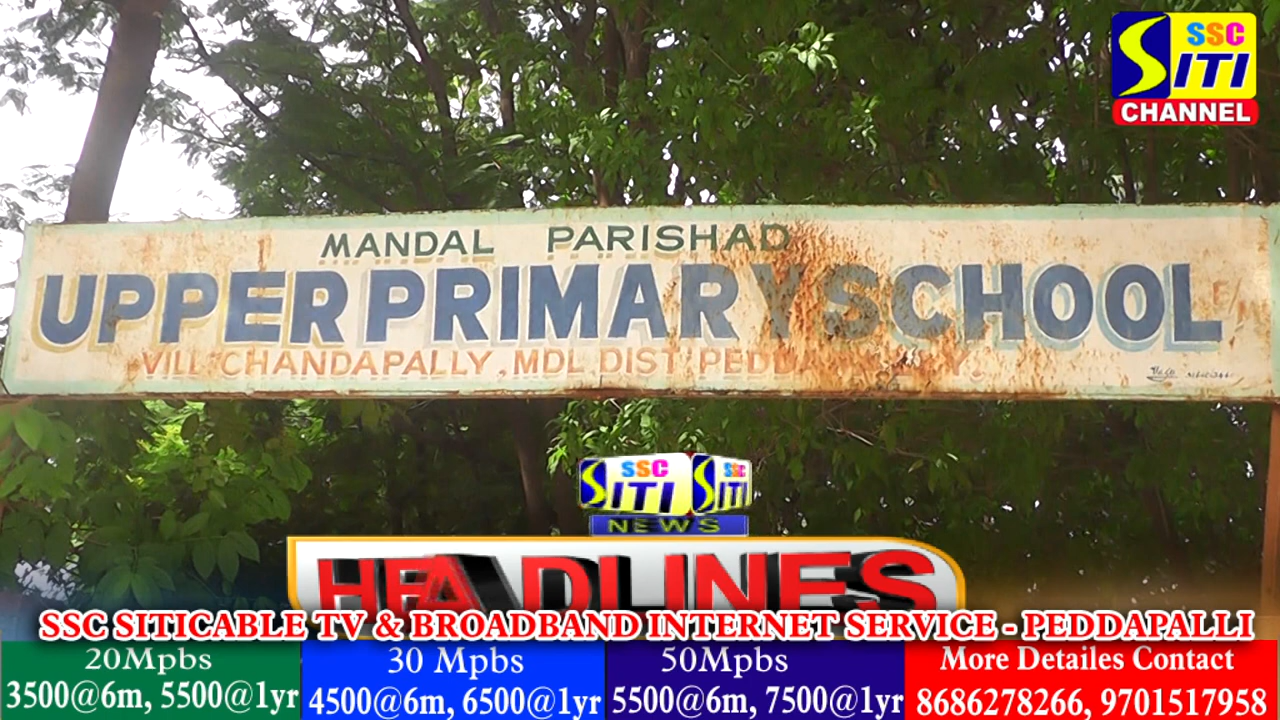 SSC
SITI
CHANNEL
MANDAL PARISHAD
UPPER PRIMARY SCHOOL
VILL CHANDAPALLY, MDL DIST PEDD
SSC SSC
SITI SITI
NEWS
HEADLINES
SSC SITICABLE TV & BROADBAND INTERNET SERVICE - PEDDAPALLI
20Mpbs 30 Mpbs 50Mpbs More Detailes Contact
3500@6m, 5500@1yr 4500@6m, 6500@1yr 5500@6m, 7500@1yr 8686278266, 9701517958